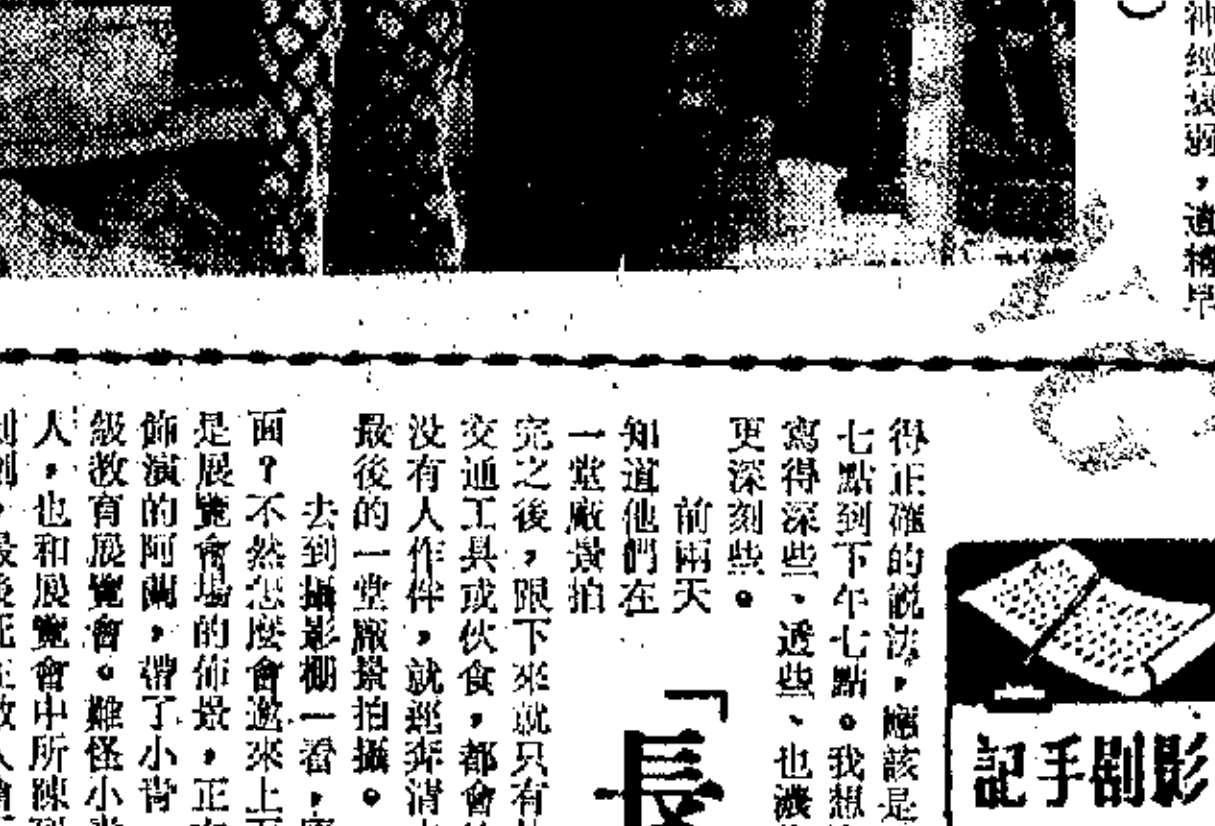 神經衰弱，
影劇手記
得正確的說法，應該是
七點到下午七點。我想
寫得深些、透些、也濃
更深刻些。
前兩天
知道他們在
一堂廠景拍
「長
完之後，跟下來就只有
交通工具或伙食，都會
没有人作伴，就逕奔清
最後的一堂廠景拍攝。
去到攝影棚一看，
面？不然怎麼會邀來上
是展覽會場的佈景，正
飾演的阿蘭，帶了小青
級教育展覽會。難怪小
人，也和展覽會中所陳列